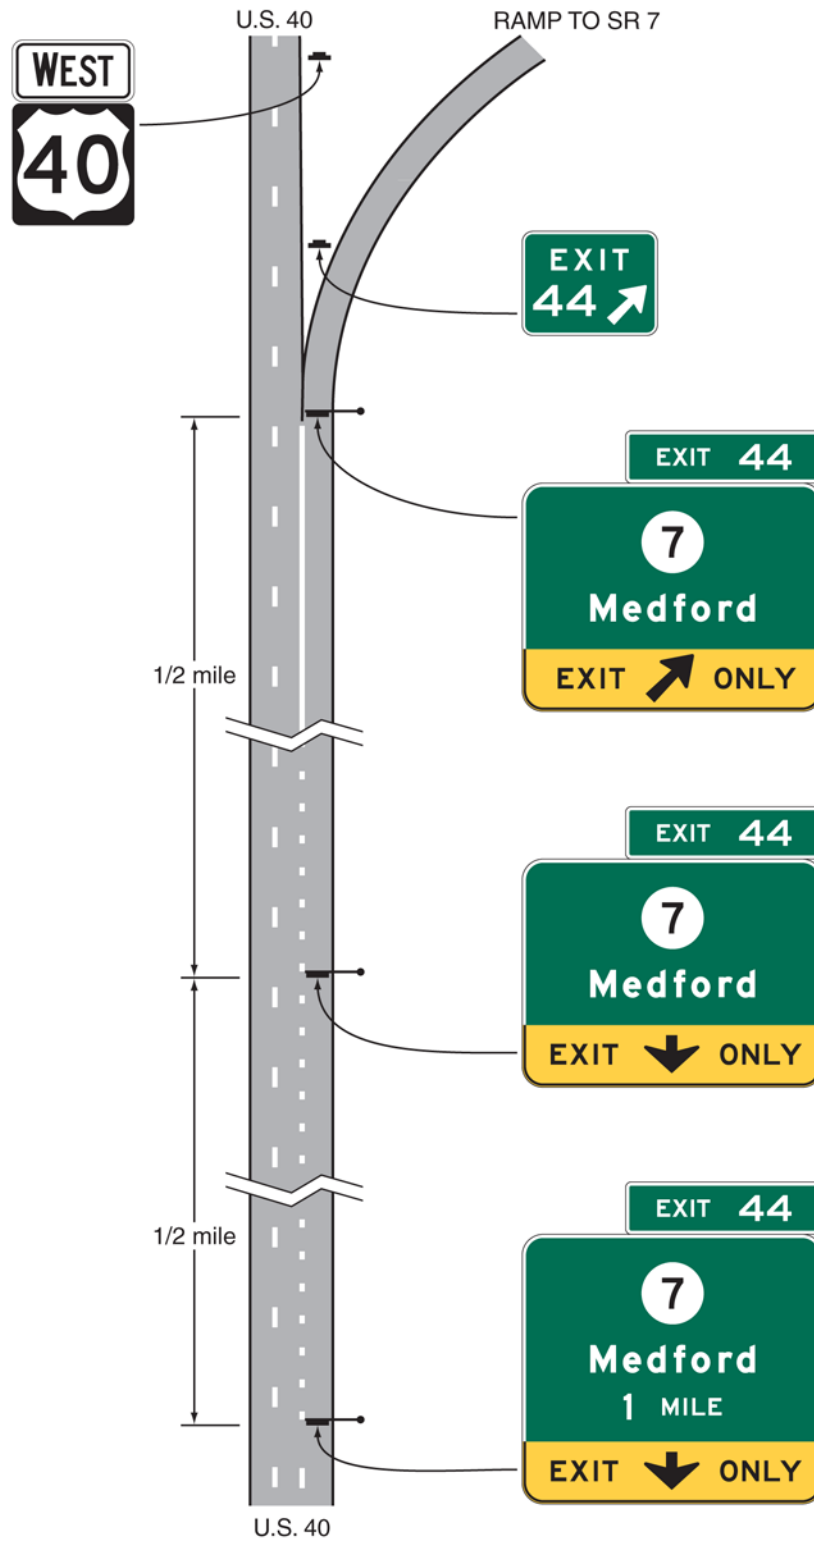 U.S. 40
RAMP TO SR 7
WEST
40
EXIT
44
EXIT 44
7
Medford
EXIT ONLY
1/2 mile
EXIT 44
7
Medford
EXIT ONLY
EXIT 44
1/2 mile
7
Medford
1 MILE
EXIT ONLY
U.S. 40